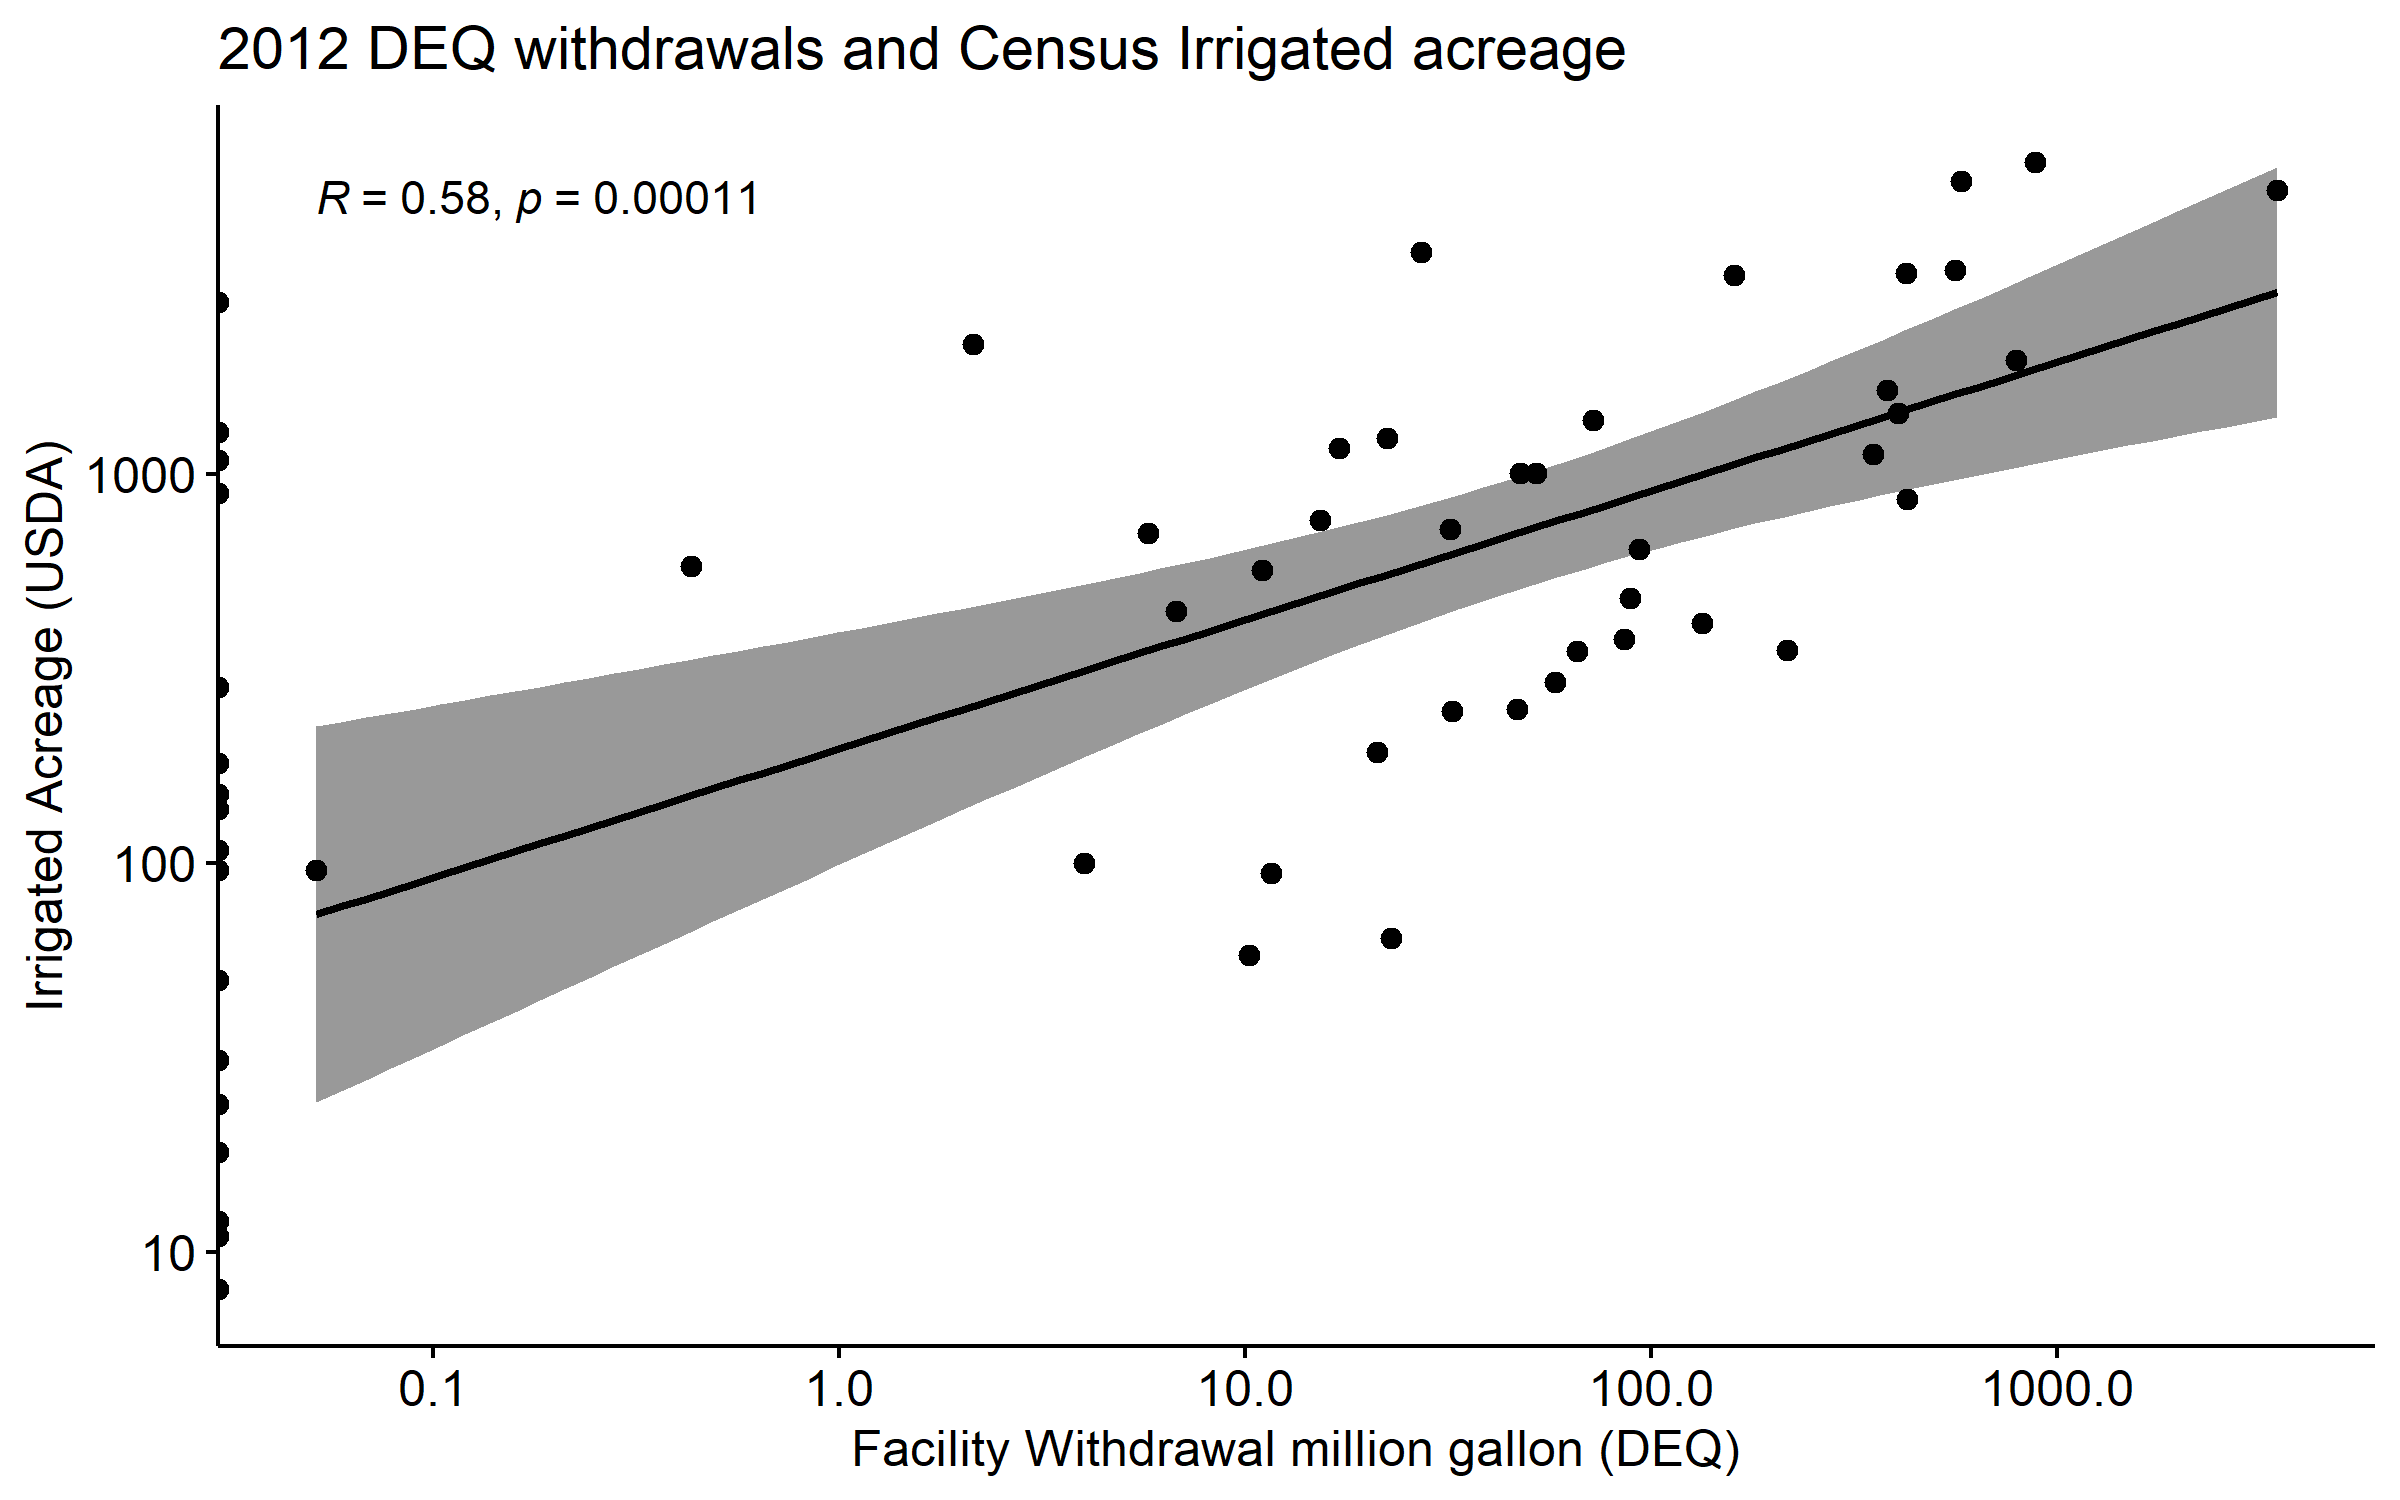 2012 DEQ withdrawals and Census Irrigated acreage
R = 0.58, p = 0.00011
Irrigated Acreage (USDA)
1000
100
10
0.1 1.0 10.0 100.0 1000.0
Facility Withdrawal million gallon (DEQ)